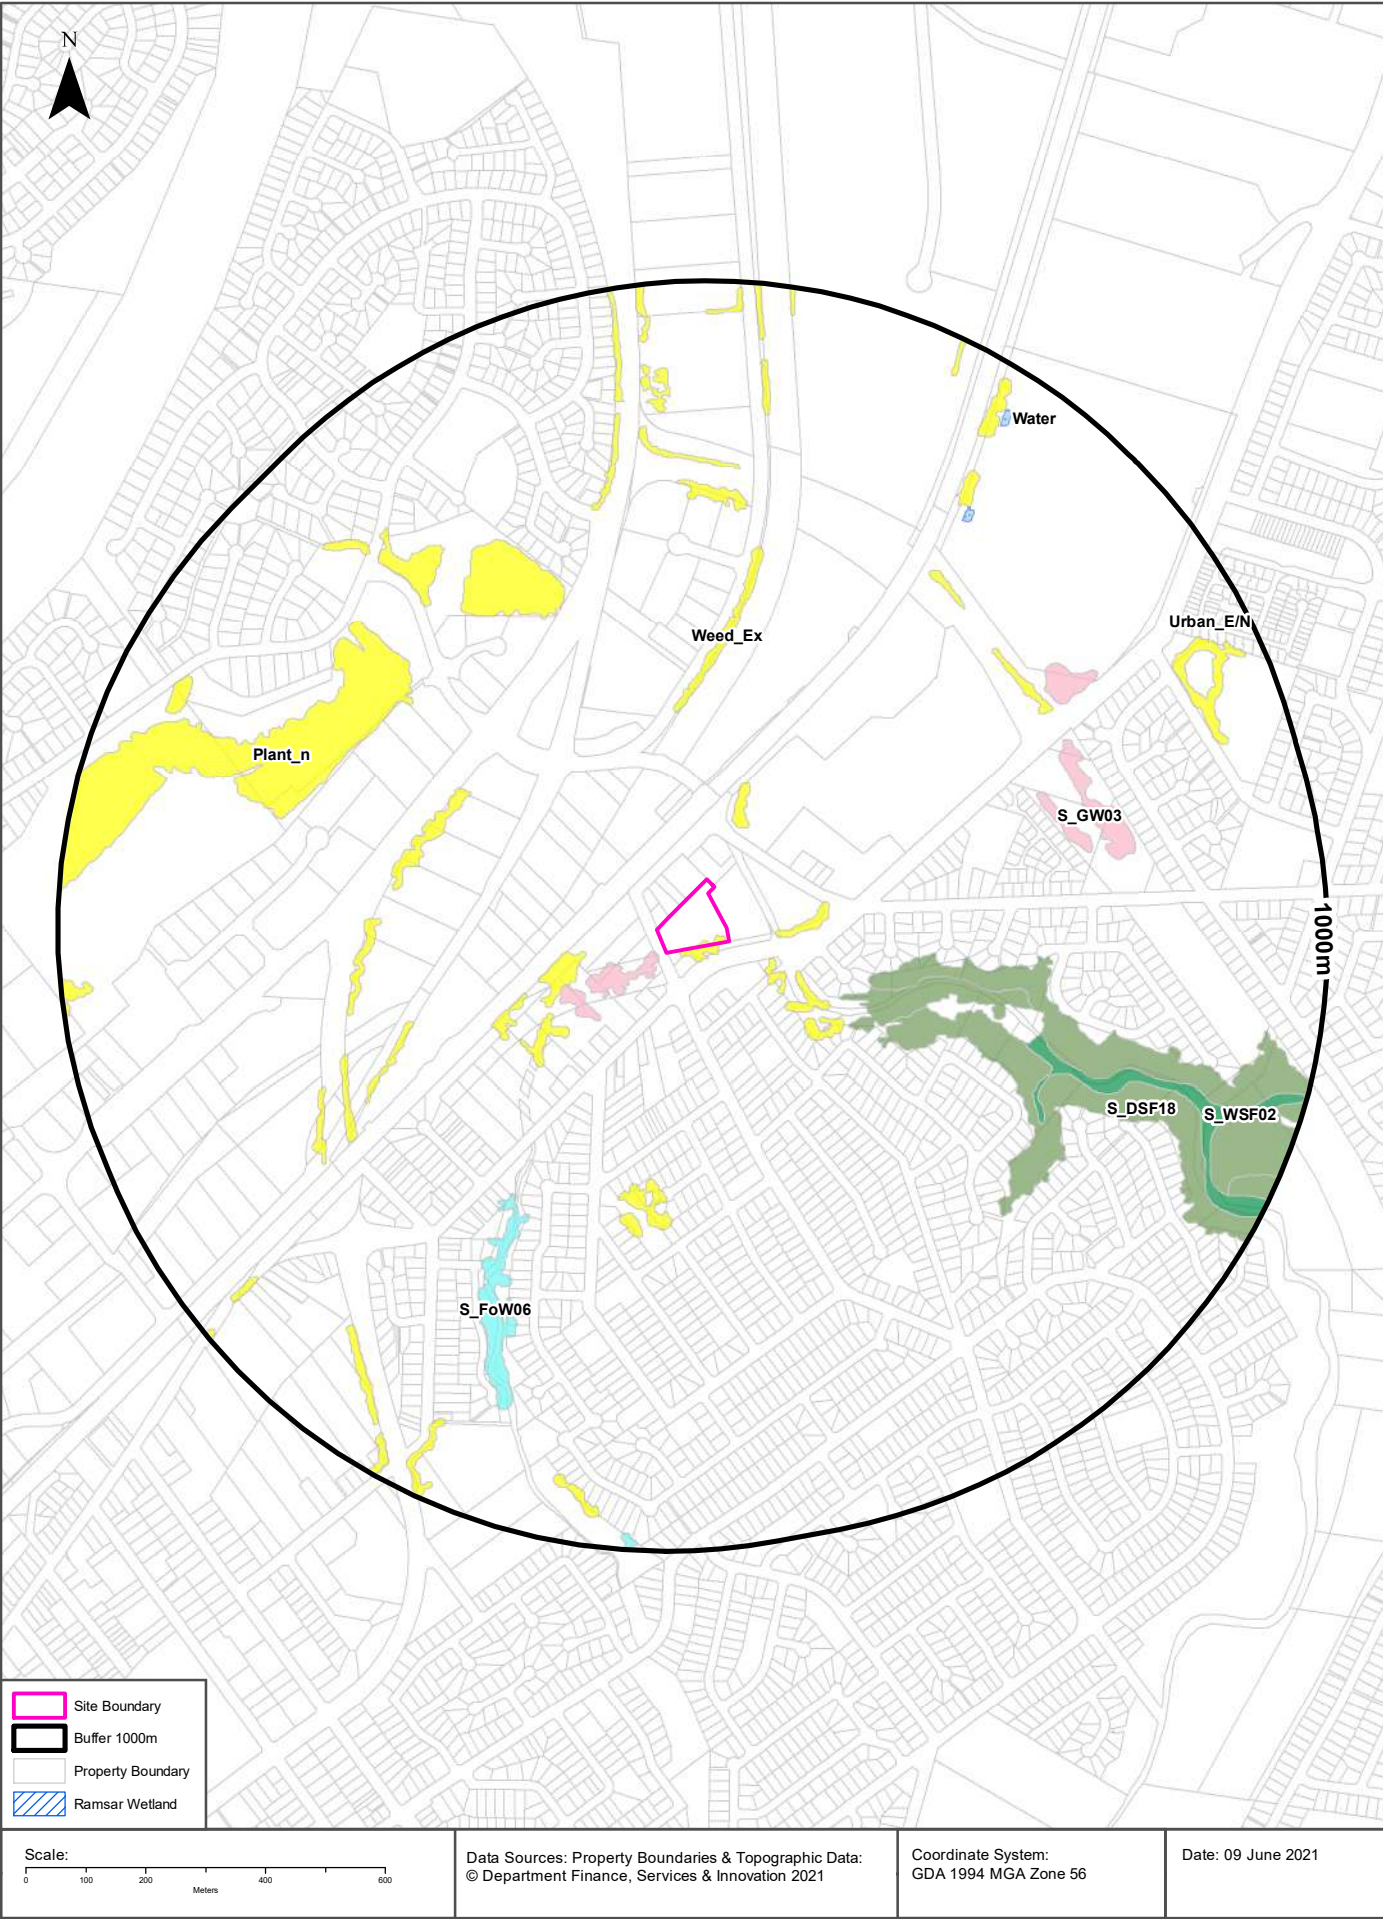 N
Water
Urban_E/N
Weed_Ex
Plant_n
S_GW03
1000m
S_DSF18
S_WSF02
S_FoW06
Site Boundary
Buffer 1000m
Property Boundary
Ramsar Wetland
Scale:
0 100 200 400 600
Meters
Data Sources: Property Boundaries & Topographic Data:
© Department Finance, Services & Innovation 2021
Coordinate System:
GDA 1994 MGA Zone 56
Date: 09 June 2021